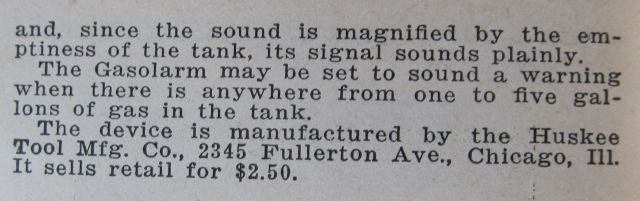 and, since the sound is magnified by the em-
ptiness of the tank, its signal sounds plainly.
The Gasolarm may be set to sound a warning
when there is anywhere from one to five gal-
lons of gas in the tank.
The device is manufactured by the Huskee
Tool Mfg. Co., 2345 Fullerton Ave., Chicago, Ill.
It sells retail for $2.50.